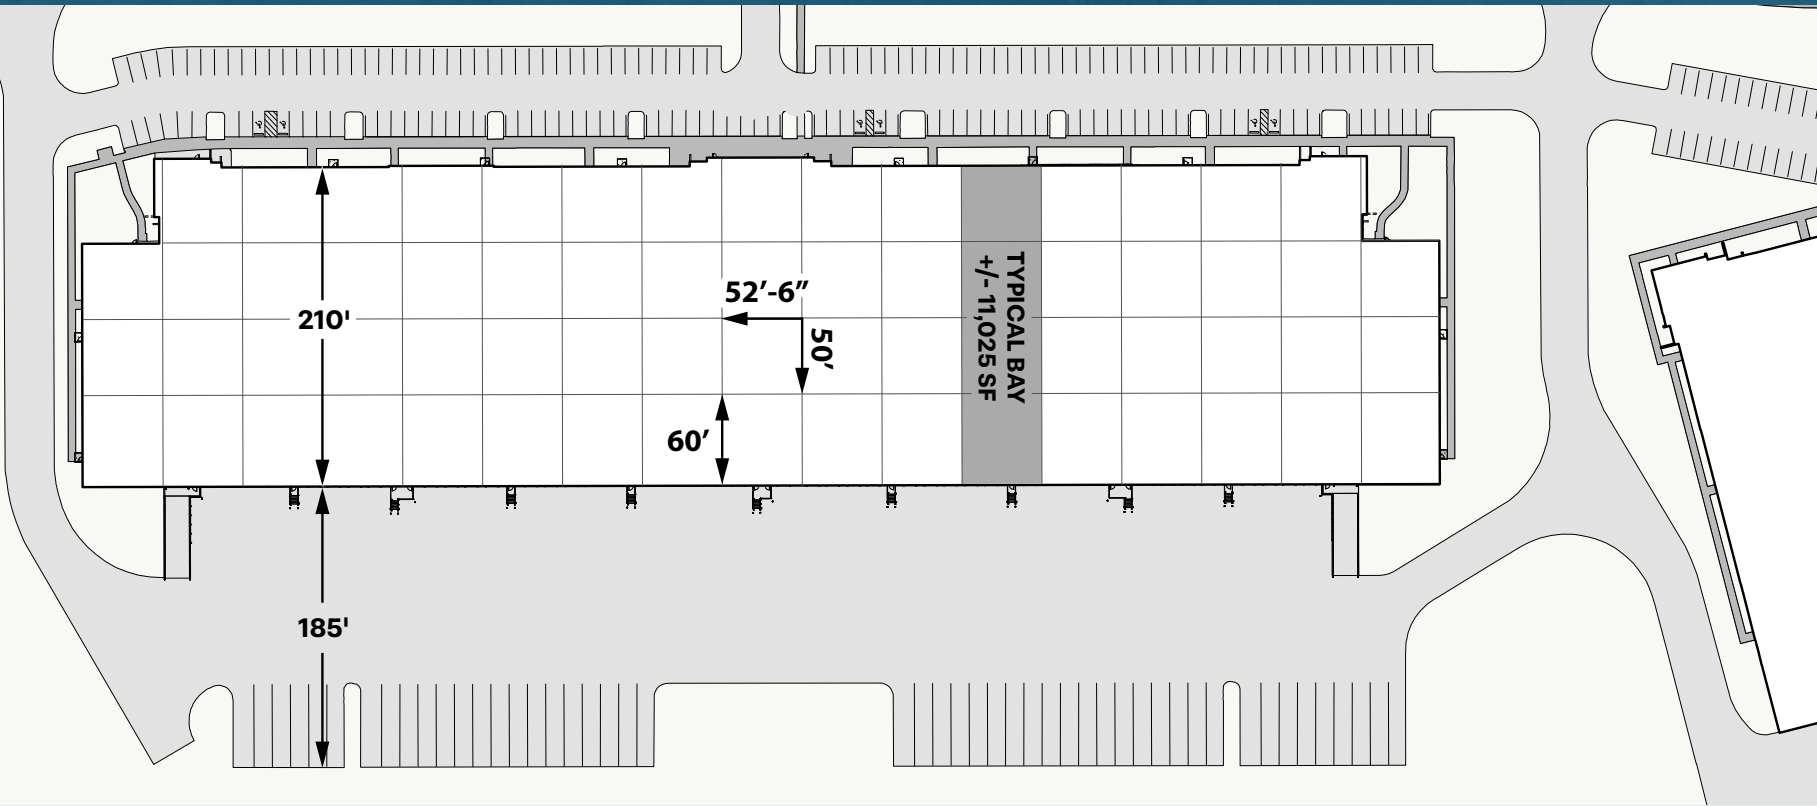 52’-6”
210'
50’
TYPICAL BAY
+/- 11,025 SF
60’
185'